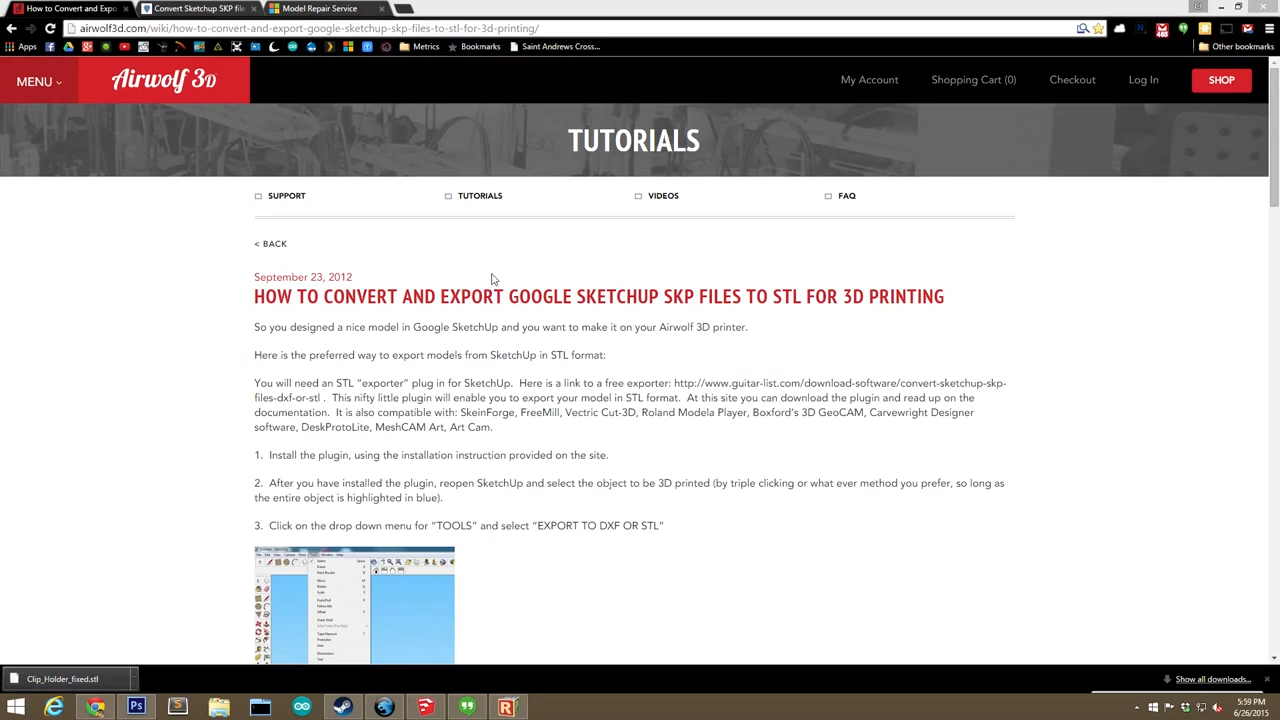 How to Convert and Expo
Convert Sketchup SKP file
Model Repair Service
airwolf3d.com/wiki/how-to-convert-and-export-google-sketchup-skp-files-to-stl-for-3d-printing/
Apps
Metrics
Bookmarks
Saint Andrews Cross...
Other bookmarks
MENU
Airwolf 3D
My Account
Shopping Cart (0)
Checkout
Log In
SHOP
TUTORIALS
SUPPORT
TUTORIALS
VIDEOS
FAQ
< BACK
September 23, 2012
HOW TO CONVERT AND EXPORT GOOGLE SKETCHUP SKP FILES TO STL FOR 3D PRINTING
So you designed a nice model in Google SketchUp and you want to make it on your Airwolf 3D printer.
Here is the preferred way to export models from SketchUp in STL format:
You will need an STL “exporter” plug in for SketchUp. Here is a link to a free exporter: http://www.guitar-list.com/download-software/convert-sketchup-skp-
files-dxf-or-stl . This nifty little plugin will enable you to export your model in STL format. At this site you can download the plugin and read up on the
documentation. It is also compatible with: SkeinForge, FreeMill, Vectric Cut-3D, Roland Modela Player, Boxford's 3D GeoCAM, Carvewright Designer
software, DeskProtoLite, MeshCAM Art, Art Cam.
1. Install the plugin, using the installation instruction provided on the site.
2. After you have installed the plugin, reopen SketchUp and select the object to be 3D printed (by triple clicking or what ever method you prefer, so long as
the entire object is highlighted in blue).
3. Click on the drop down menu for “TOOLS” and select “EXPORT TO DXF OR STL”
Clip_Holder_fixed.stl
Show all downloads...
5:59 PM
6/26/2015